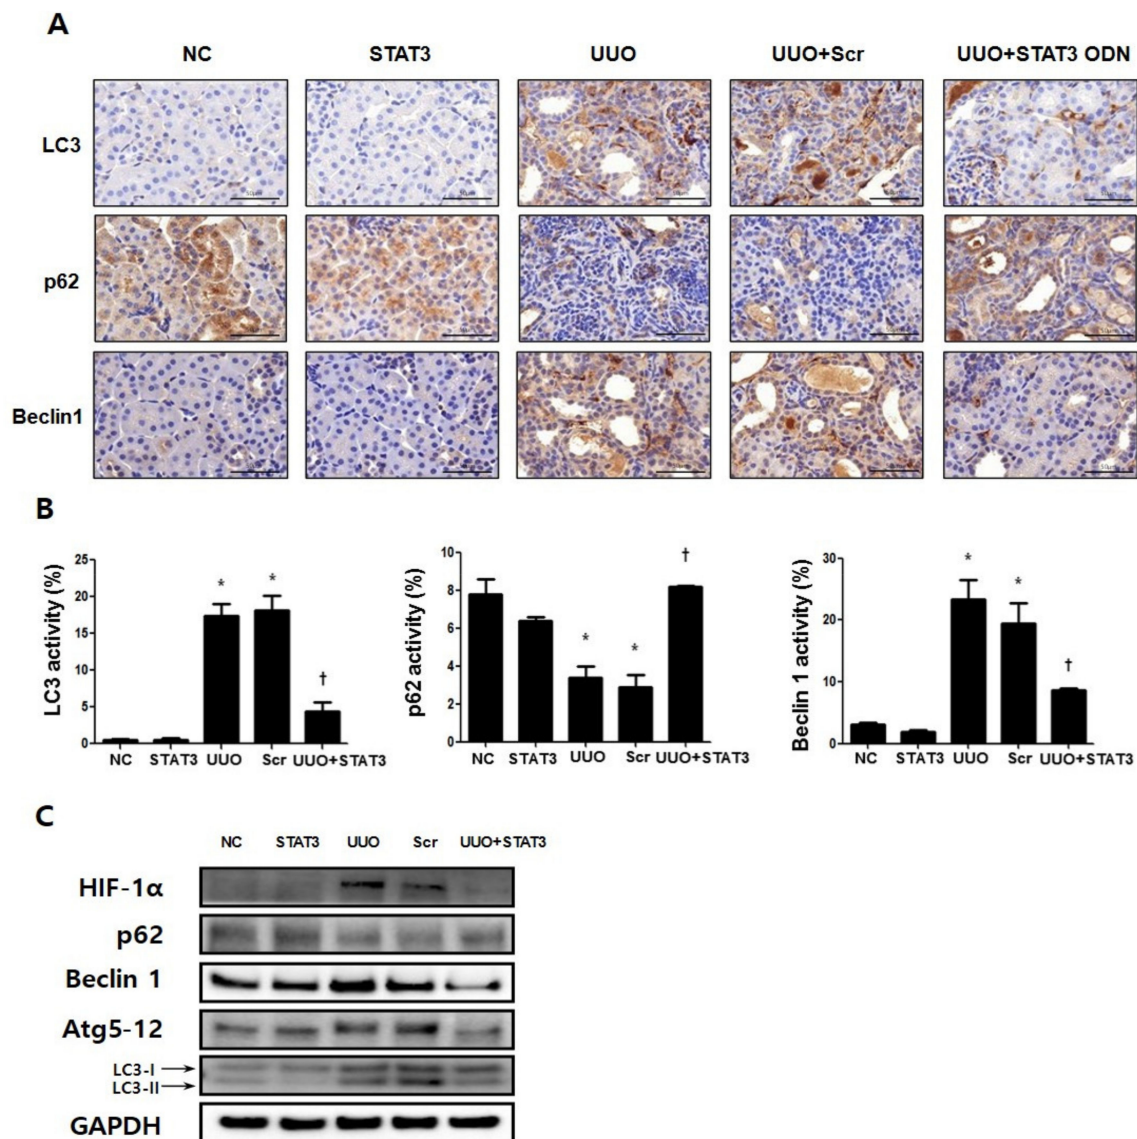 A
NC STAT3 UUO UUO+Scr UUO+STAT3 ODN
LC3
p62
Beclin1
B
LC3 activity (%)
25
20
15
10
5
0
* * †
NC STAT3 UUO Scr UUO+STAT3
p62 activity (%)
10
8
6
4
2
0
* * †
NC STAT3 UUO Scr UUO+STAT3
Beclin 1 activity (%)
30
20
10
0
* * †
NC STAT3 UUO Scr UUO+STAT3
C
NC STAT3 UUO Scr UUO+STAT3
HIF-1α
p62
Beclin 1
Atg5-12
LC3-I
LC3-II
GAPDH